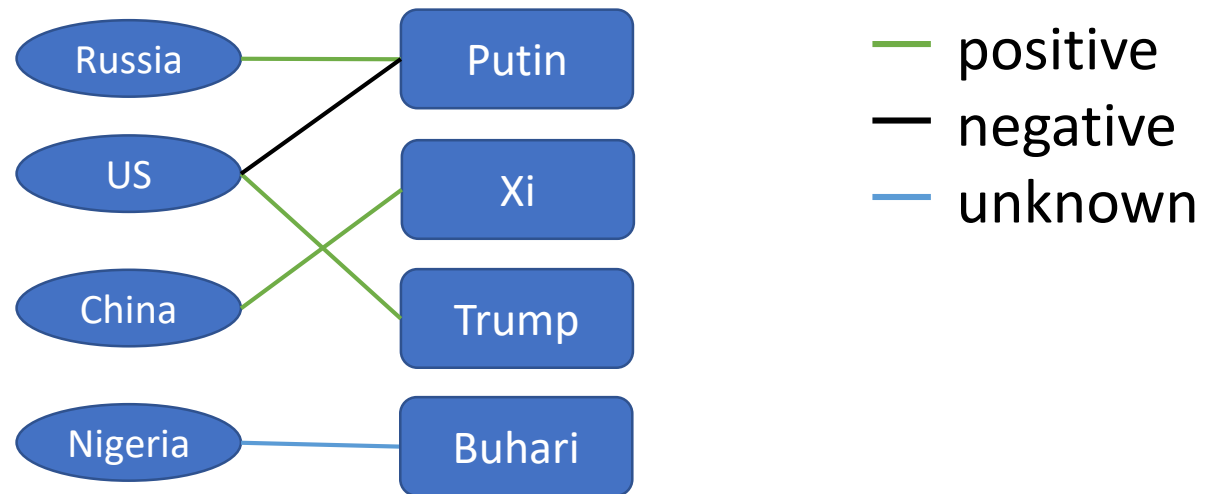 Russia
Putin
positive
negative
US
Xi
unknown
China
Trump
Nigeria
Buhari